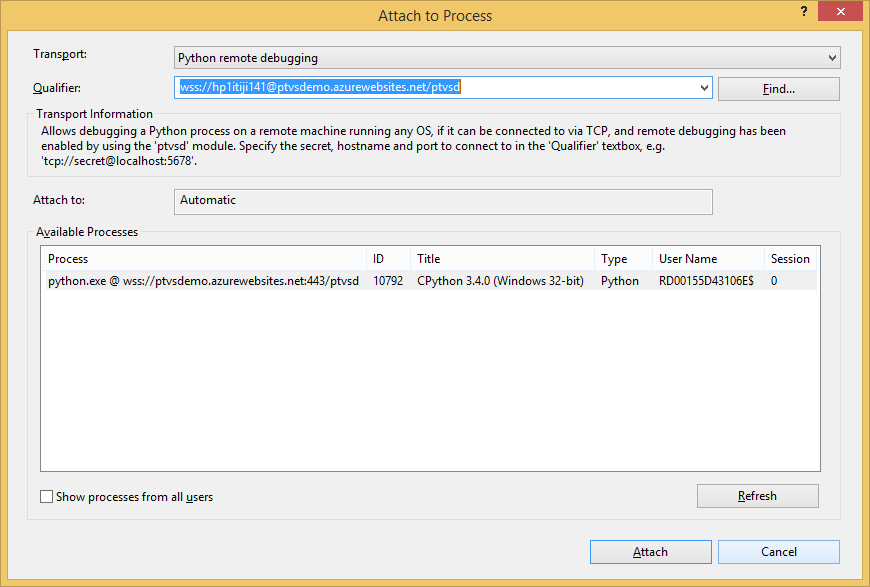 Attach to Process
?
Transport:
Python remote debugging
Qualifier:
wss://hp1itiji141@ptvsdemo.azurewebsites.net/ptvsd
Find...
Transport Information
Allows debugging a Python process on a remote machine running any OS, if it can be connected to via TCP, and remote debugging has been
enabled by using the 'ptvsd' module. Specify the secret, hostname and port to connect to in the 'Qualifier' textbox, e.g.
'tcp://secret@localhost:5678'.
Attach to:
Automatic
Available Processes
Process ID Title Type User Name Session
python.exe @ wss://ptvsdemo.azurewebsites.net:443/ptvsd 10792 CPython 3.4.0 (Windows 32-bit) Python RD00155D43106E$ 0
Show processes from all users
Refresh
Attach
Cancel